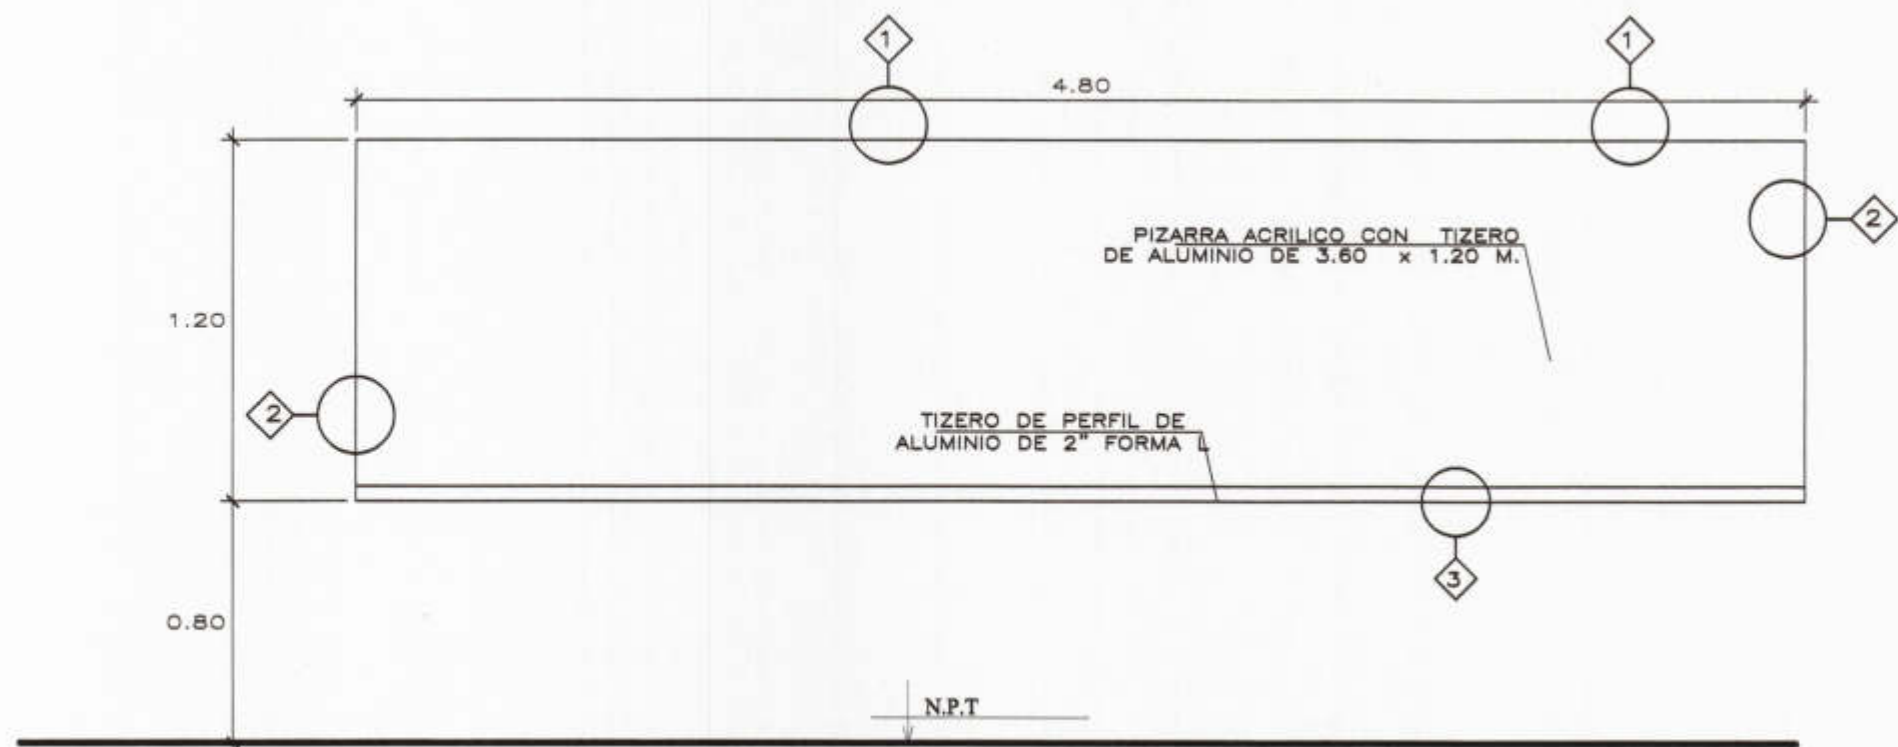 1
1
4.80
2
PIZARRA ACRILICO CON TIZERO
DE ALUMINIO DE 3.60 x 1.20 M.
1.20
2
TIZERO DE PERFIL DE
ALUMINIO DE 2" FORMA L
3
0.80
N.P.T